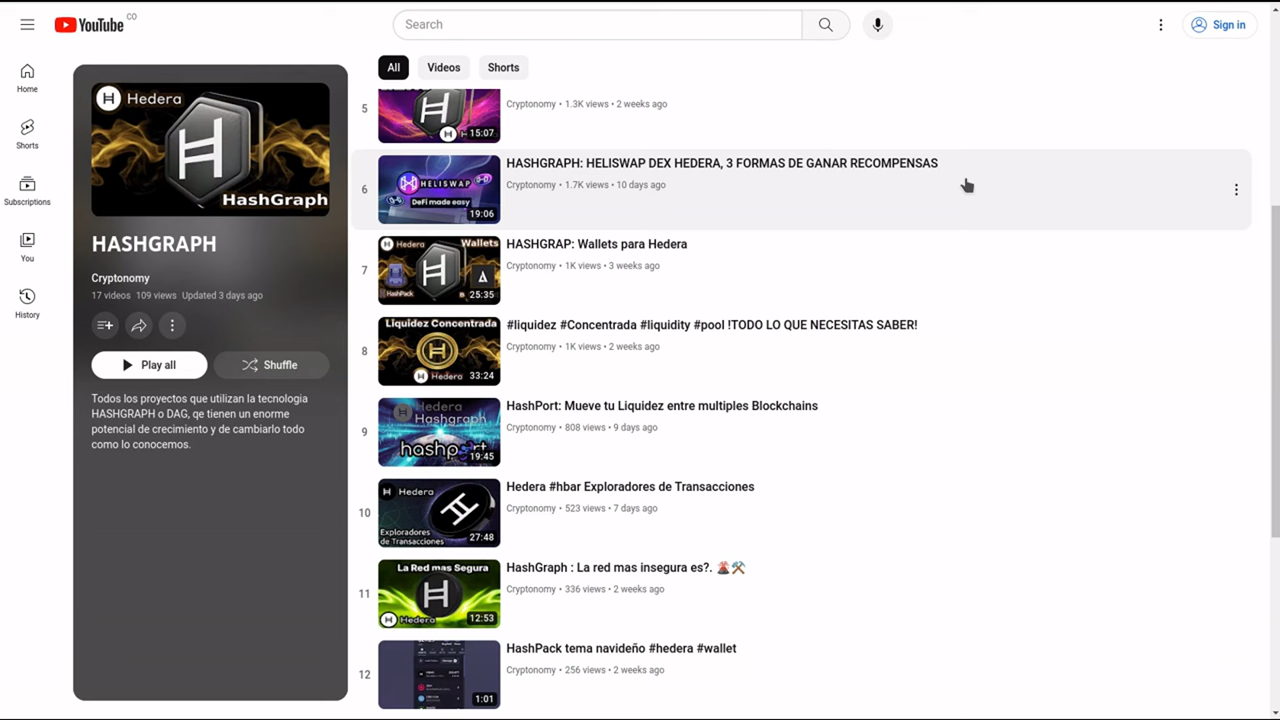 YouTube CO
Search
Sign in
Home
Shorts
Subscriptions
You
History
Hedera
HashGraph
HASHGRAPH
Cryptonomy
17 videos 109 views Updated 3 days ago
Play all
Shuffle
Todos los proyectos que utilizan la tecnologia
HASHGRAPH o DAG, qe tienen un enorme
potencial de crecimiento y de cambiarlo todo
como lo conocemos.
All Videos Shorts
5
15:07
Cryptonomy • 1.3K views • 2 weeks ago
6
HELISWAP
DeFi made easy
19:06
HASHGRAPH: HELISWAP DEX HEDERA, 3 FORMAS DE GANAR RECOMPENSAS
Cryptonomy • 1.7K views • 10 days ago
7
Hedera Wallets
HashPack
25:35
HASHGRAP: Wallets para Hedera
Cryptonomy • 1K views • 3 weeks ago
8
Liquidez Concentrada
Hedera
33:24
#liquidez #Concentrada #liquidity #pool !TODO LO QUE NECESITAS SABER!
Cryptonomy • 1K views • 2 weeks ago
9
Hedera
Hashgraph
hashport
19:45
HashPort: Mueve tu Liquidez entre multiples Blockchains
Cryptonomy • 808 views • 9 days ago
10
Hedera
Exploradores
de Transacciones
27:48
Hedera #hbar Exploradores de Transacciones
Cryptonomy • 523 views • 7 days ago
11
La Red mas Segura
Hedera
12:53
HashGraph : La red mas insegura es?. 🌋⚒️
Cryptonomy • 336 views • 2 weeks ago
12
1:01
HashPack tema navideño #hedera #wallet
Cryptonomy • 256 views • 2 weeks ago